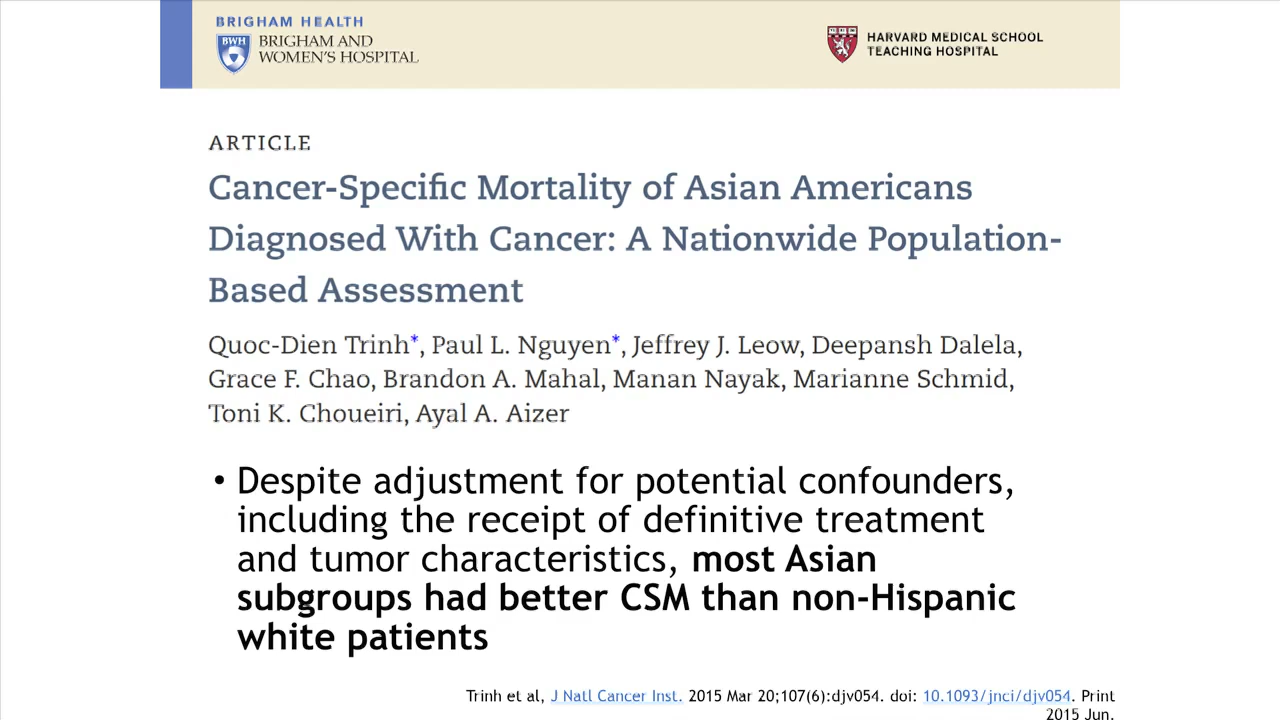 BRIGHAM HEALTH
BWH
BRIGHAM AND
WOMEN'S HOSPITAL
HARVARD MEDICAL SCHOOL
TEACHING HOSPITAL
ARTICLE
Cancer-Specific Mortality of Asian Americans
Diagnosed With Cancer: A Nationwide Population-
Based Assessment
Quoc-Dien Trinh*, Paul L. Nguyen*, Jeffrey J. Leow, Deepansh Dalela,
Grace F. Chao, Brandon A. Mahal, Manan Nayak, Marianne Schmid,
Toni K. Choueiri, Ayal A. Aizer
• Despite adjustment for potential confounders,
including the receipt of definitive treatment
and tumor characteristics, most Asian
subgroups had better CSM than non-Hispanic
white patients
Trinh et al, J Natl Cancer Inst. 2015 Mar 20;107(6):djv054. doi: 10.1093/jnci/djv054. Print
2015 Jun.